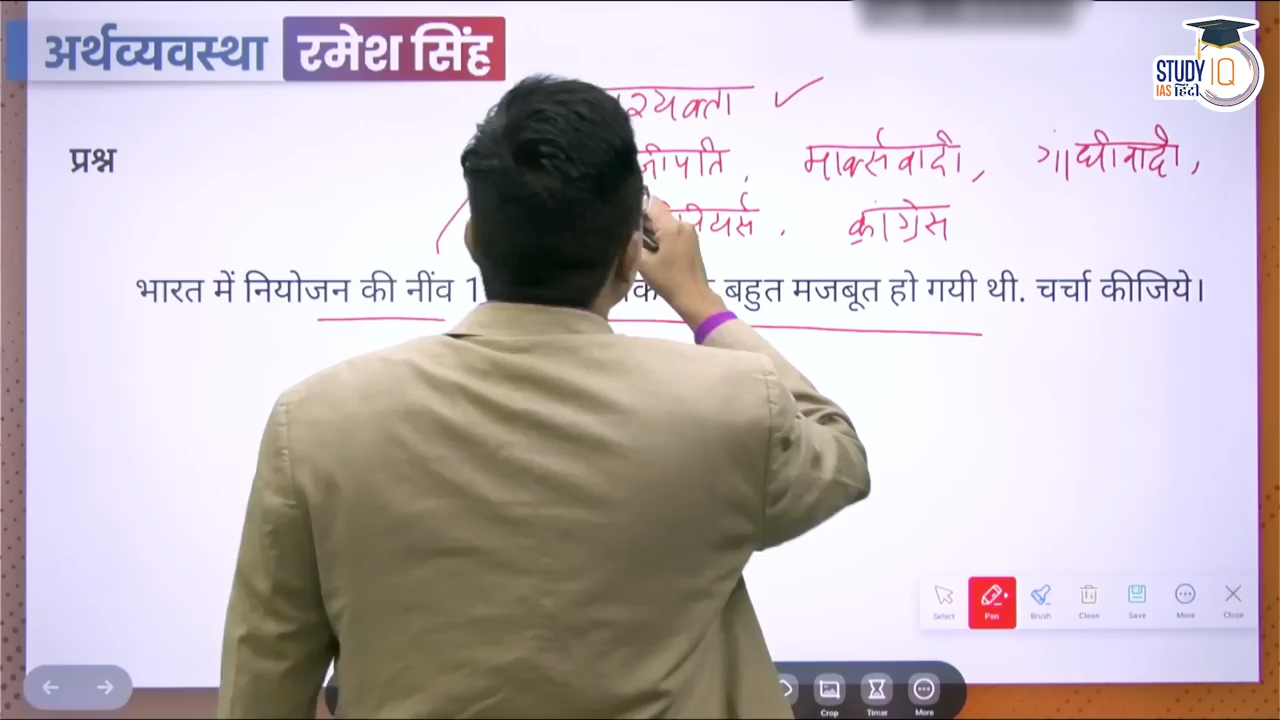 अर्थव्यवस्था रमेश सिंह
STUDY IQ
IAS हिंदी
प्रश्न
मार्क्सवादी, गांधीवादी,
कांग्रेस
भारत में नियोजन की नींव 1 बहुत मजबूत हो गयी थी. चर्चा कीजिये।
Select Pen Brush Clean Save More Close
Crop Timer More